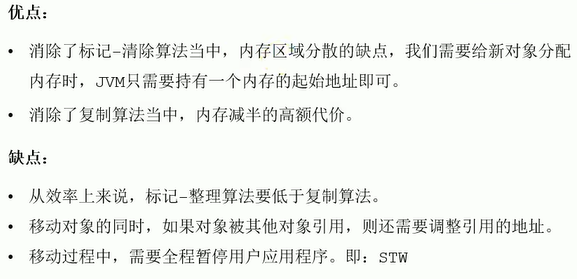 优点：
• 消除了标记-清除算法当中，内存区域分散的缺点，我们需要给新对象分配
内存时，JVM只需要持有一个内存的起始地址即可。
• 消除了复制算法当中，内存减半的高额代价。
缺点：
• 从效率上来说，标记-整理算法要低于复制算法。
• 移动对象的同时，如果对象被其他对象引用，则还需要调整引用的地址。
• 移动过程中，需要全程暂停用户应用程序。即：STW